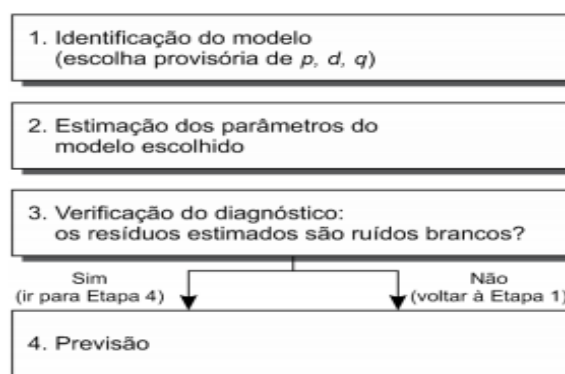 1. Identificação do modelo
(escolha provisória de p, d, q)
2. Estimação dos parâmetros do
modelo escolhido
3. Verificação do diagnóstico:
os resíduos estimados são ruídos brancos?
Sim
(ir para Etapa 4)
Não
(voltar à Etapa 1)
4. Previsão